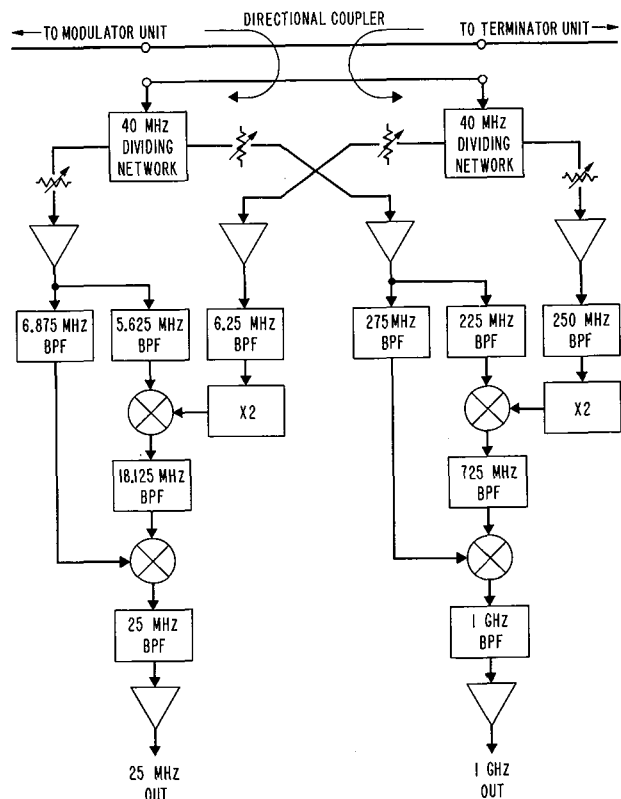 DIRECTIONAL COUPLER
TO MODULATOR UNIT
TO TERMINATOR UNIT
40 MHz
DIVIDING
NETWORK
40 MHz
DIVIDING
NETWORK
6.875 MHz
BPF
5.625 MHz
BPF
6.25 MHz
BPF
275MHz
BPF
225 MHz
BPF
250 MHz
BPF
X2
X2
18.125 MHz
BPF
725 MHz
BPF
25 MHz
BPF
1 GHz
BPF
25 MHz
OUT
1 GHz
OUT